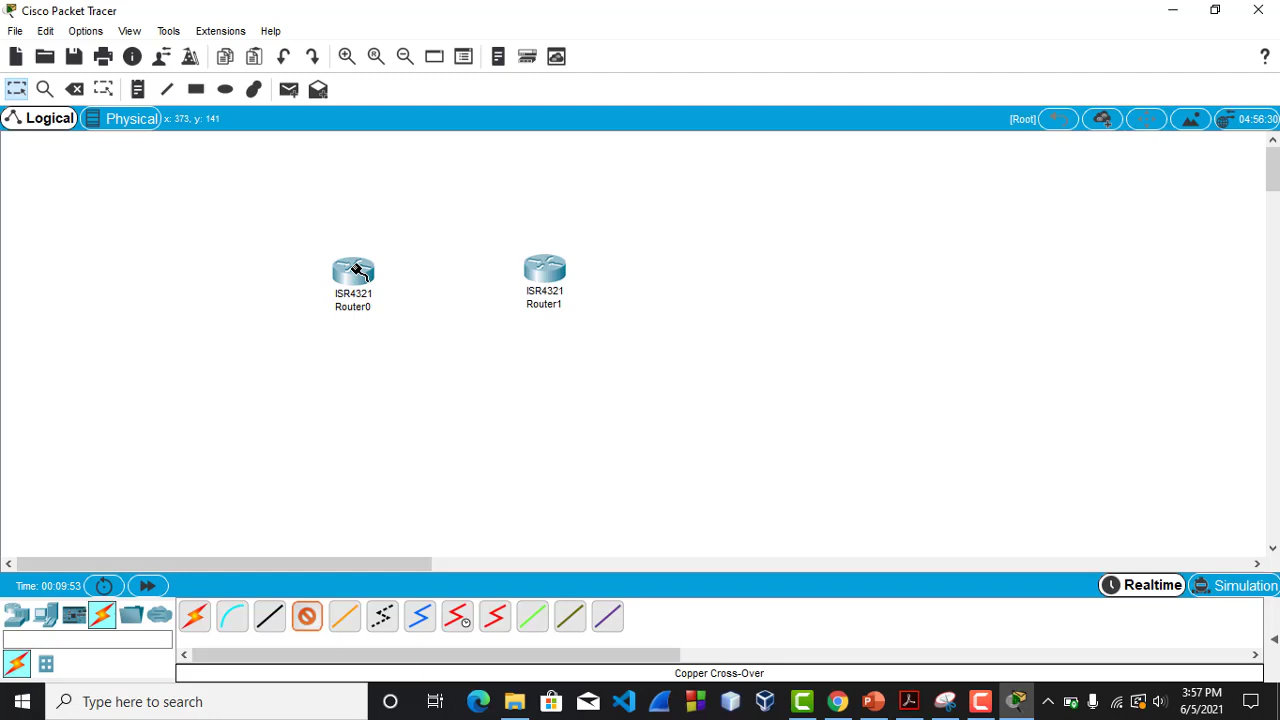 Cisco Packet Tracer
File Edit Options View Tools Extensions Help
?
Logical Physical x: 373, y: 141 [Root] 04:56:30
ISR4321
Router0
ISR4321
Router1
Time: 00:09:53 Realtime Simulation
Copper Cross-Over
Type here to search
3:57 PM
6/5/2021